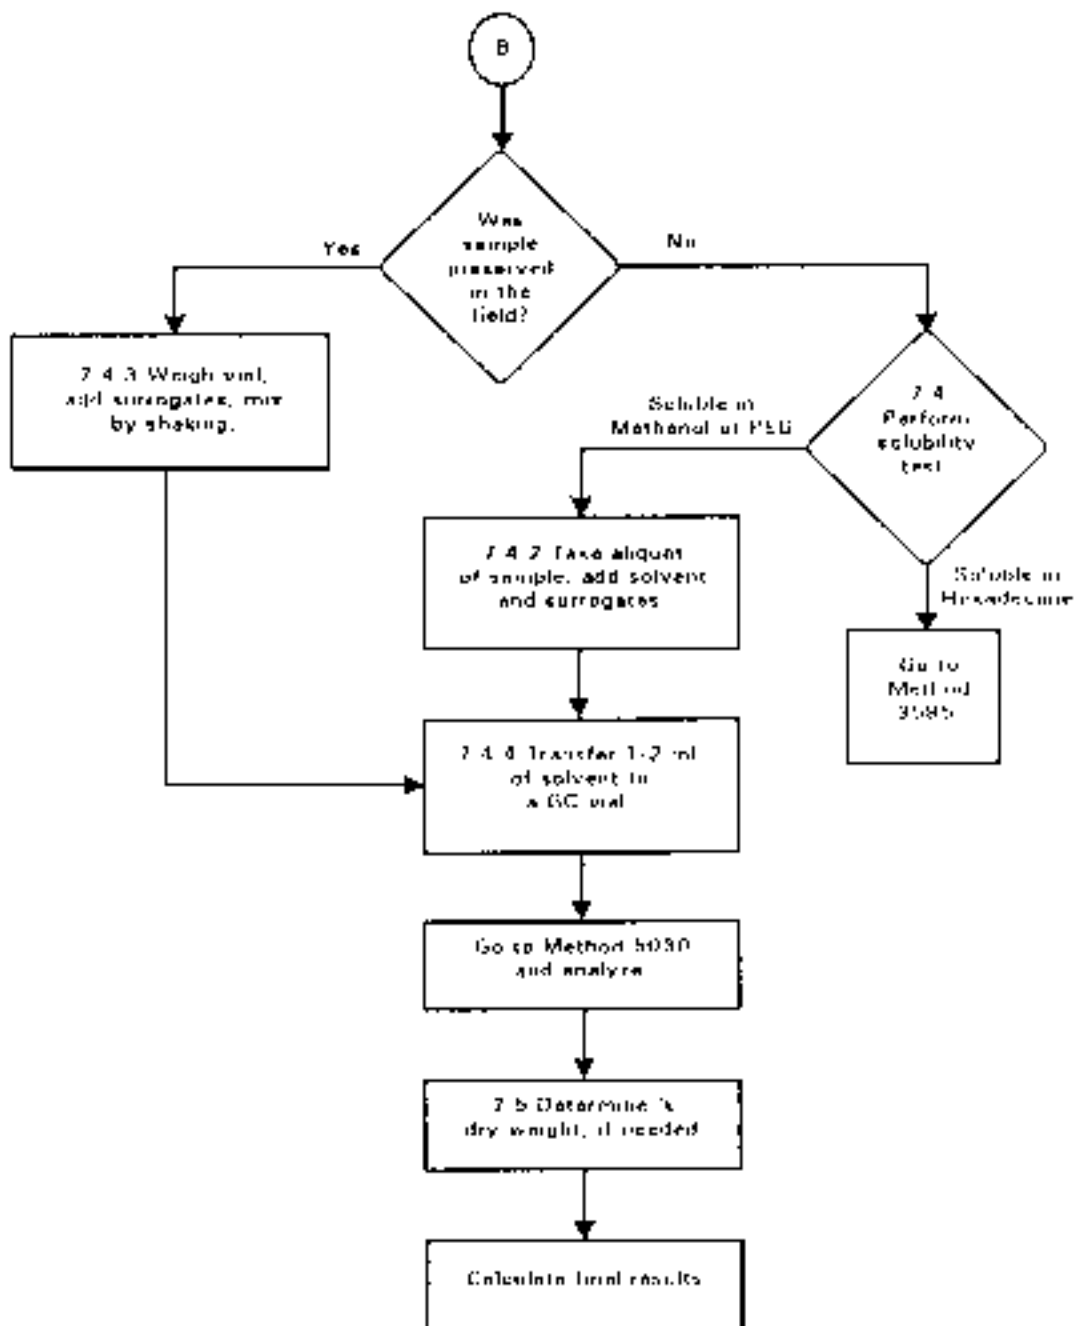 B
Was
sample
preserved
in the
field?
Yes
No
7.4.3 Weigh vial,
add surrogates, mix
by shaking.
7.4
Perform
solubility
test
Soluble in
Methanol or PEG
7.4.2 Take aliquot
of sample, add solvent
and surrogates
Soluble in
Hexadecane
Go to
Method
3585
7.4.4 Transfer 1-2 ml
of solvent to
a GC vial
Go to Method 5030
and analyze
7.5 Determine %
dry weight, if needed
Calculate final results